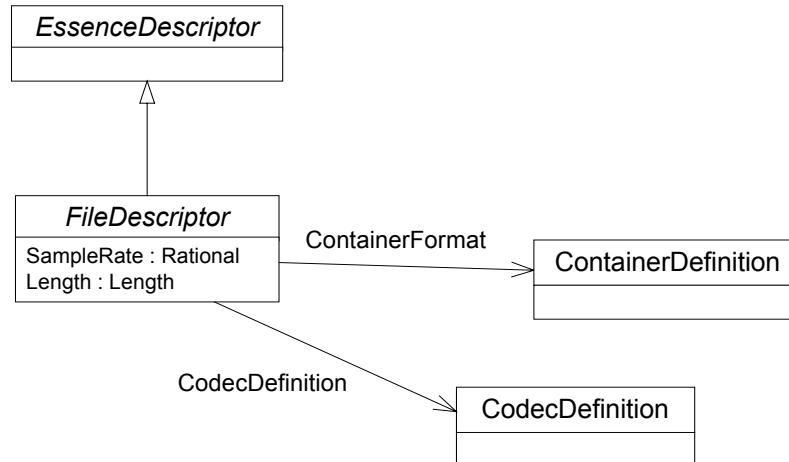 EssenceDescriptor
FileDescriptor
SampleRate : Rational
Length : Length
ContainerFormat
ContainerDefinition
CodecDefinition
CodecDefinition